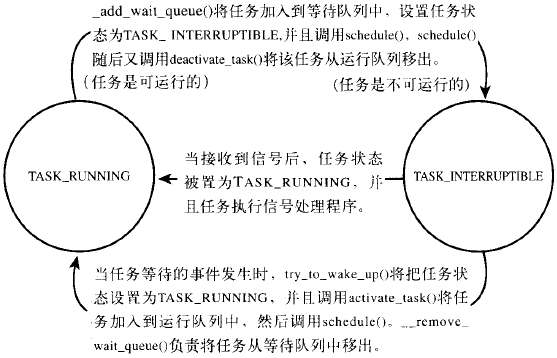 _add_wait_queue()将任务加入到等待队列中，设置任务状
态为TASK_ INTERRUPTIBLE,并且调用schedule()，schedule()
随后又调用deactivate_task()将该任务从运行队列移出。
（任务是可运行的）
(任务是不可运行的)
TASK_RUNNING
当接收到信号后，任务状态
被置为TASK_RUNNING，并
且任务执行信号处理程序。
TASK_INTERRUPTIBLE
当任务等待的事件发生时，try_to_wake_up()将把任务状
态设置为TASK_RUNNING，并且调用activate_task()将任
务加入到运行队列中，然后调用schedule()。__remove_
wait_queue()负责将任务从等待队列中移出。